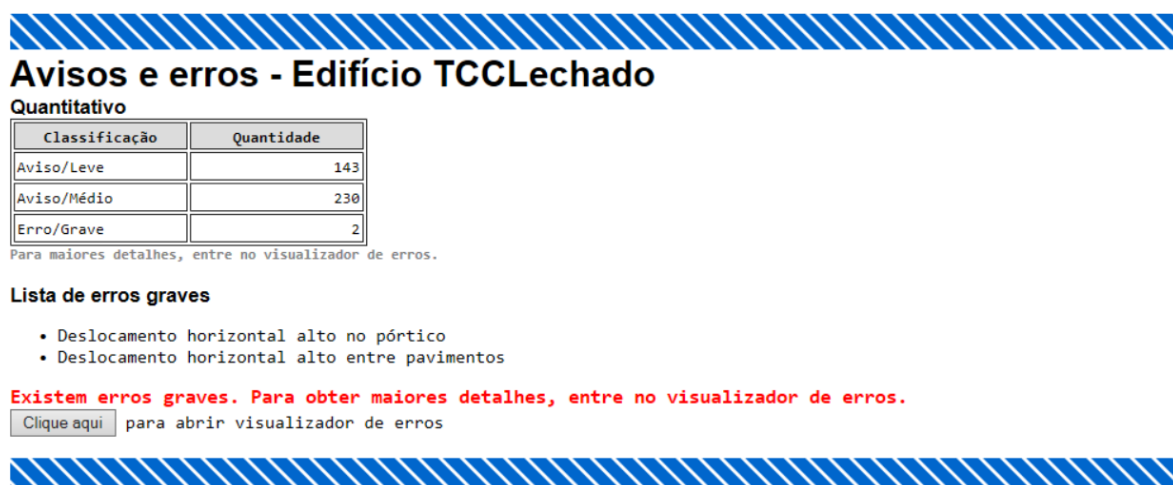 Avisos e erros - Edifício TCCLechado
Quantitativo
Classificação Quantidade
Aviso/Leve 143
Aviso/Médio 230
Erro/Grave 2
Para maiores detalhes, entre no visualizador de erros.
Lista de erros graves
• Deslocamento horizontal alto no pórtico
• Deslocamento horizontal alto entre pavimentos
Existem erros graves. Para obter maiores detalhes, entre no visualizador de erros.
Clique aqui para abrir visualizador de erros